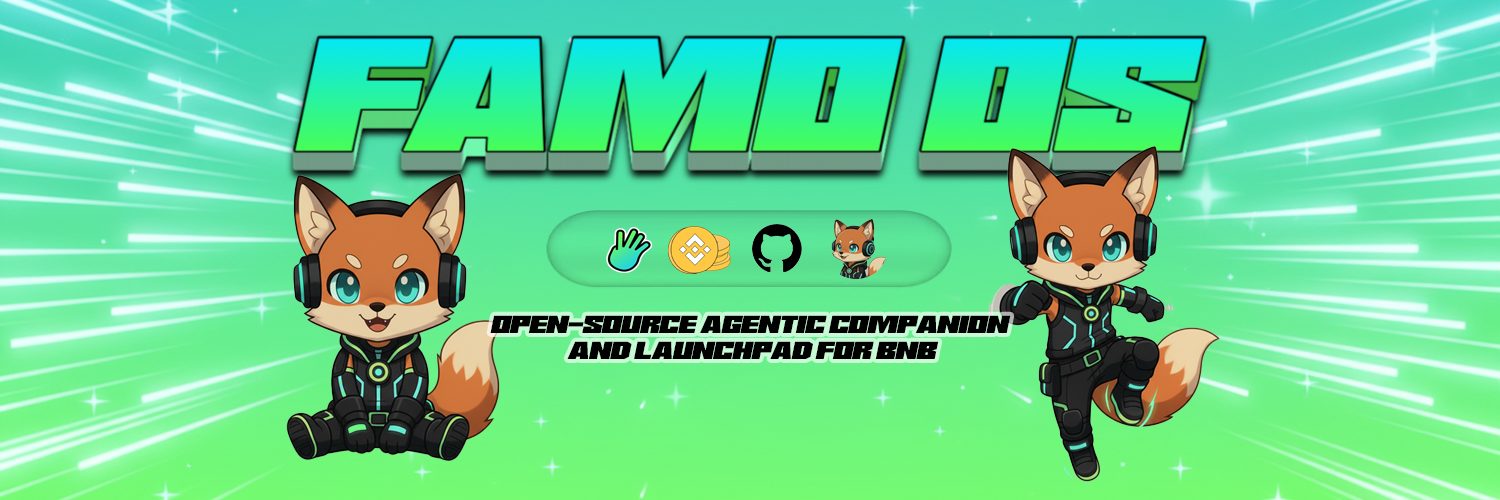 FAMO OS
OPEN-SOURCE AGENTIC COMPANION
AND LAUNCHPAD FOR BNB